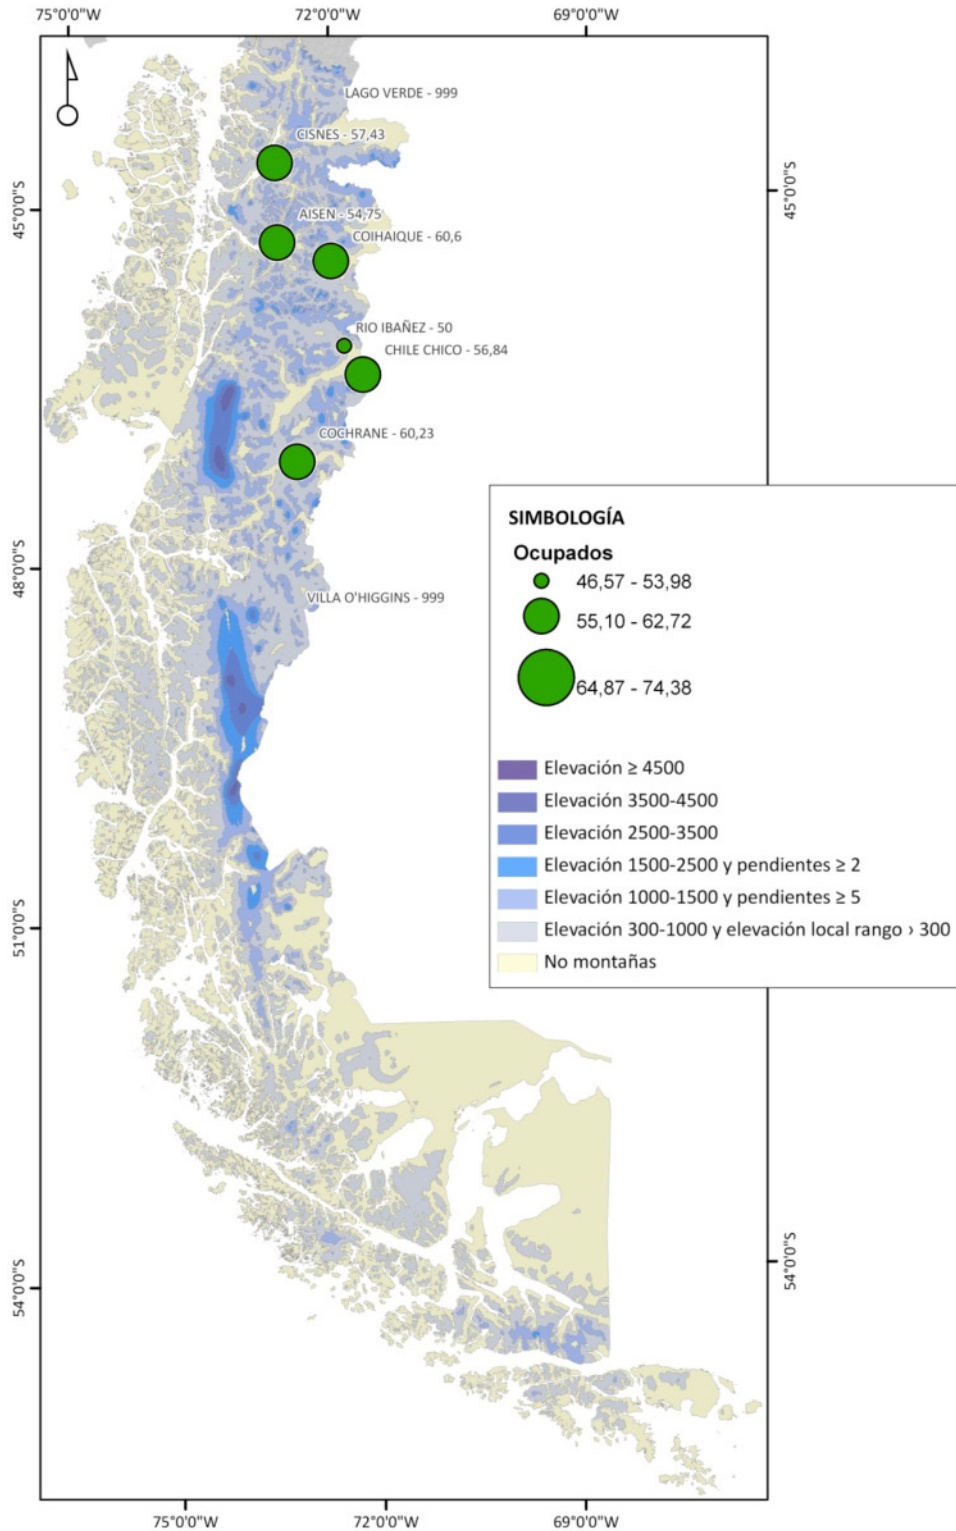 75°0'0"W 72°0'0"W 69°0'0"W
LAGO VERDE - 999
CISNES - 57,43
45°0'0"S
45°0'0"S
AISEN - 54,75
COIHAIQUE - 60,6
RIO IBAÑEZ - 50
CHILE CHICO - 56,84
COCHRANE - 60,23
SIMBOLOGÍA
Ocupados
46,57 - 53,98
55,10 - 62,72
64,87 - 74,38
48°0'0"S
VILLA O'HIGGINS - 999
Elevación ≥ 4500
Elevación 3500-4500
Elevación 2500-3500
Elevación 1500-2500 y pendientes ≥ 2
Elevación 1000-1500 y pendientes ≥ 5
Elevación 300-1000 y elevación local rango › 300
No montañas
51°0'0"S
54°0'0"S
54°0'0"S
75°0'0"W 72°0'0"W 69°0'0"W